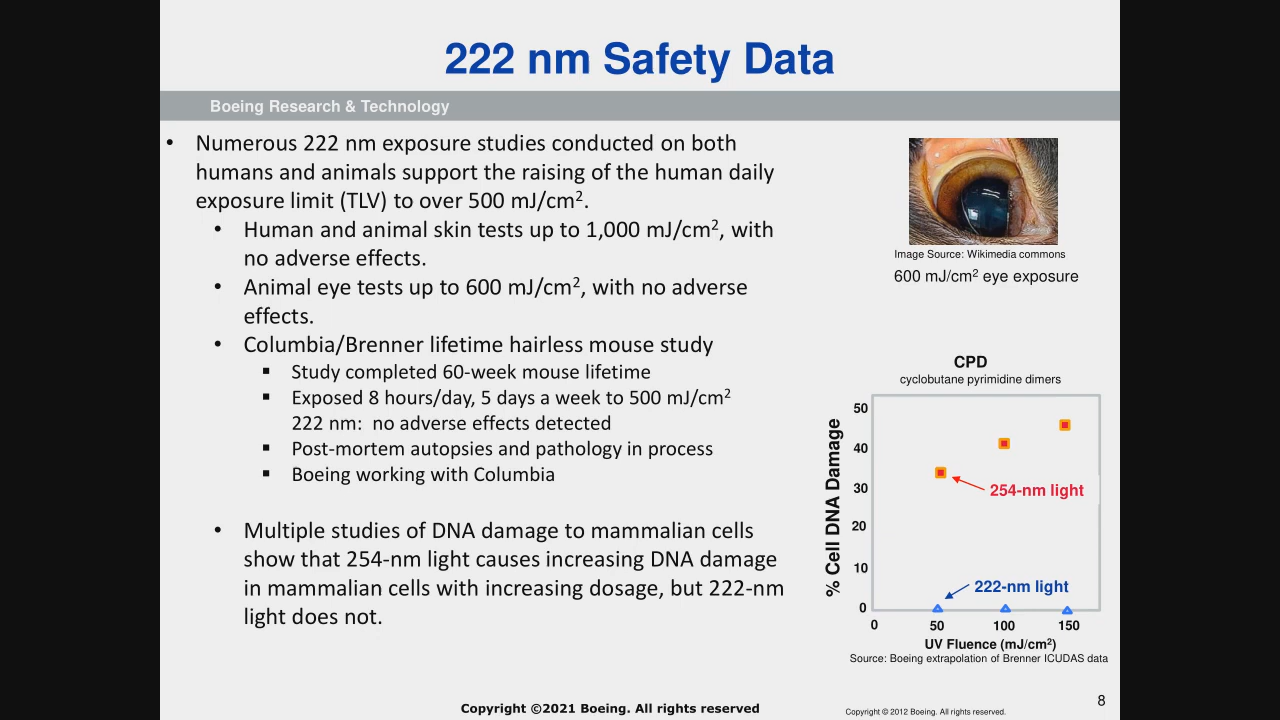 222 nm Safety Data
Boeing Research & Technology
• Numerous 222 nm exposure studies conducted on both
humans and animals support the raising of the human daily
exposure limit (TLV) to over 500 mJ/cm².
• Human and animal skin tests up to 1,000 mJ/cm², with
no adverse effects.
• Animal eye tests up to 600 mJ/cm², with no adverse
effects.
• Columbia/Brenner lifetime hairless mouse study
▪ Study completed 60-week mouse lifetime
▪ Exposed 8 hours/day, 5 days a week to 500 mJ/cm²
222 nm: no adverse effects detected
▪ Post-mortem autopsies and pathology in process
▪ Boeing working with Columbia
• Multiple studies of DNA damage to mammalian cells
show that 254-nm light causes increasing DNA damage
in mammalian cells with increasing dosage, but 222-nm
light does not.
Image Source: Wikimedia commons
600 mJ/cm² eye exposure
CPD
cyclobutane pyrimidine dimers
% Cell DNA Damage
50
40
30
20
10
0
254-nm light
222-nm light
0 50 100 150
UV Fluence (mJ/cm²)
Source: Boeing extrapolation of Brenner ICUDAS data
8
Copyright ©2021 Boeing. All rights reserved
Copyright © 2012 Boeing. All rights reserved.